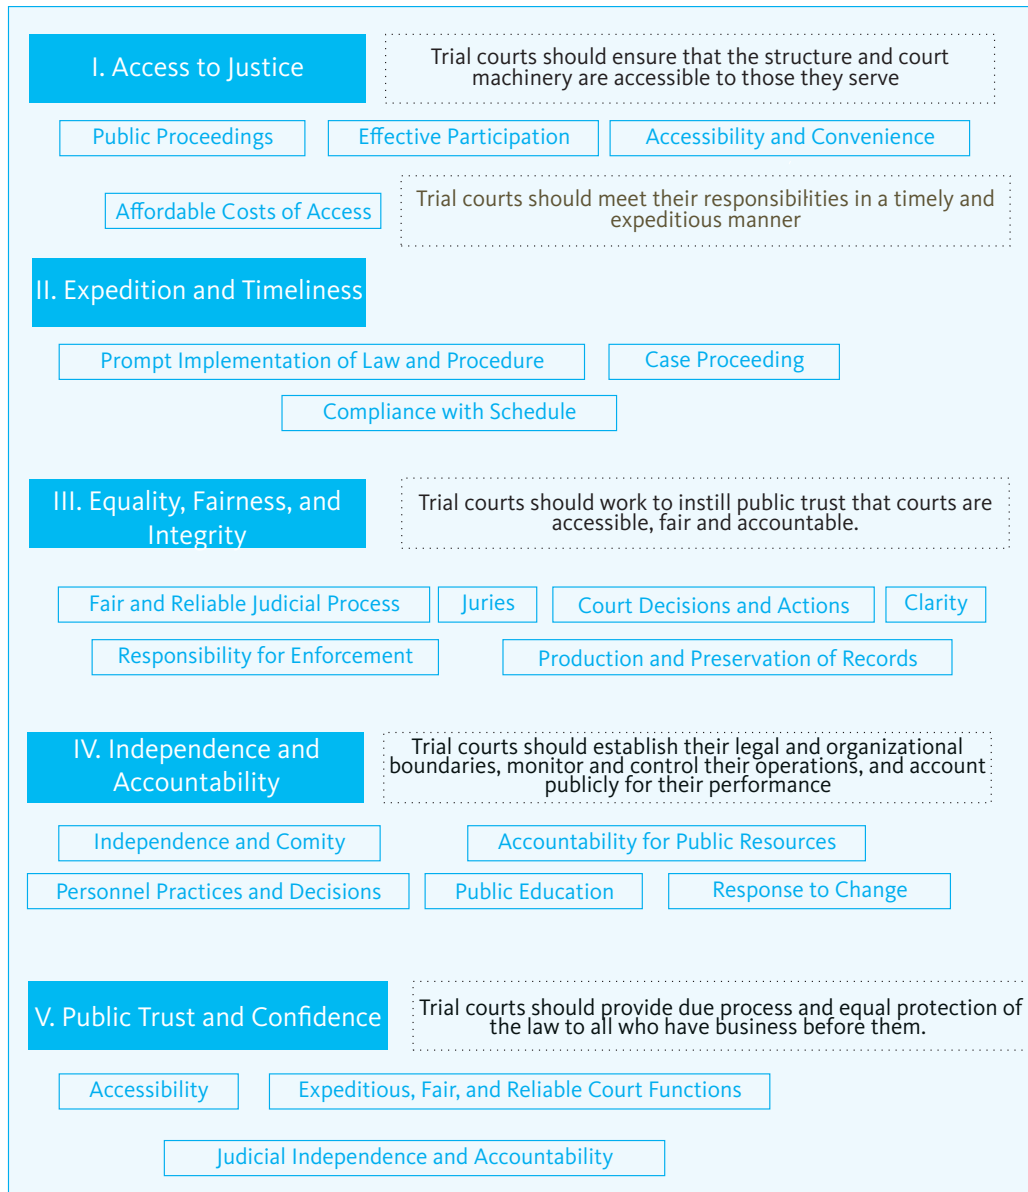 I. Access to Justice
Trial courts should ensure that the structure and court
machinery are accessible to those they serve
Public Proceedings
Effective Participation
Accessibility and Convenience
Affordable Costs of Access
Trial courts should meet their responsibilities in a timely and
expeditious manner
II. Expedition and Timeliness
Prompt Implementation of Law and Procedure
Case Proceeding
Compliance with Schedule
III. Equality, Fairness, and
Integrity
Trial courts should work to instill public trust that courts are
accessible, fair and accountable.
Fair and Reliable Judicial Process
Juries
Court Decisions and Actions
Clarity
Responsibility for Enforcement
Production and Preservation of Records
IV. Independence and
Accountability
Trial courts should establish their legal and organizational
boundaries, monitor and control their operations, and account
publicly for their performance
Independence and Comity
Accountability for Public Resources
Personnel Practices and Decisions
Public Education
Response to Change
V. Public Trust and Confidence
Trial courts should provide due process and equal protection of
the law to all who have business before them.
Accessibility
Expeditious, Fair, and Reliable Court Functions
Judicial Independence and Accountability